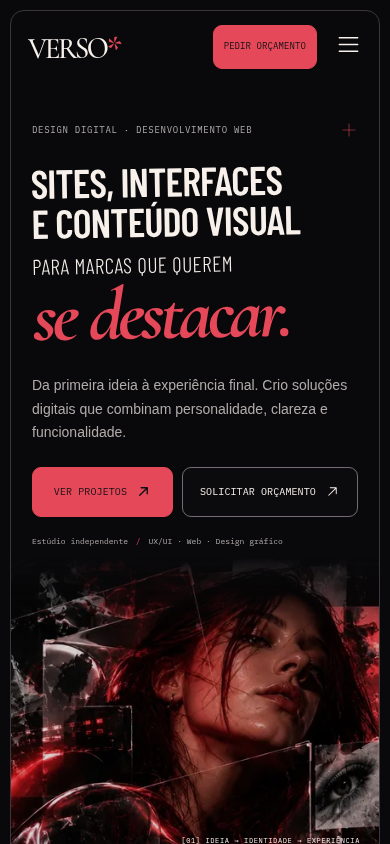 VERSO*
PEDIR ORÇAMENTO
DESIGN DIGITAL · DESENVOLVIMENTO WEB
SITES, INTERFACES
E CONTEÚDO VISUAL
PARA MARCAS QUE QUEREM
se destacar.
Da primeira ideia à experiência final. Crio soluções
digitais que combinam personalidade, clareza e
funcionalidade.
VER PROJETOS
SOLICITAR ORÇAMENTO
Estúdio independente / UX/UI · Web · Design gráfico
[01] IDEIA → IDENTIDADE → EXPERIÊNCIA